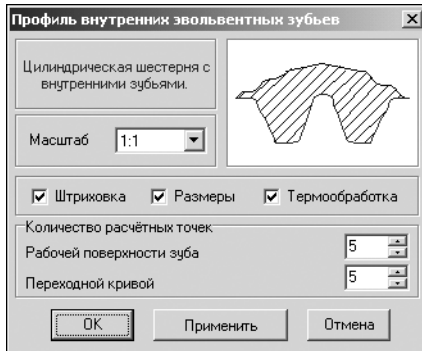 Профиль внутренних эвольвентных зубьев
Цилиндрическая шестерня с
внутренними зубьями.
Масштаб 1:1
Штриховка Размеры Термообработка
Количество расчётных точек
Рабочей поверхности зуба 5
Переходной кривой 5
OK Применить Отмена